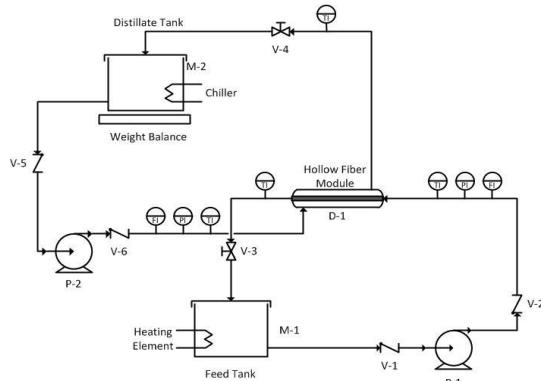 Distillate Tank
TI
V-4
M-2
Chiller
Weight Balance
V-5
Hollow Fiber
Module
TI
TI
PI
FI
FI
PI
TI
D-1
V-6
V-3
P-2
Heating
Element
M-1
V-2
V-1
Feed Tank